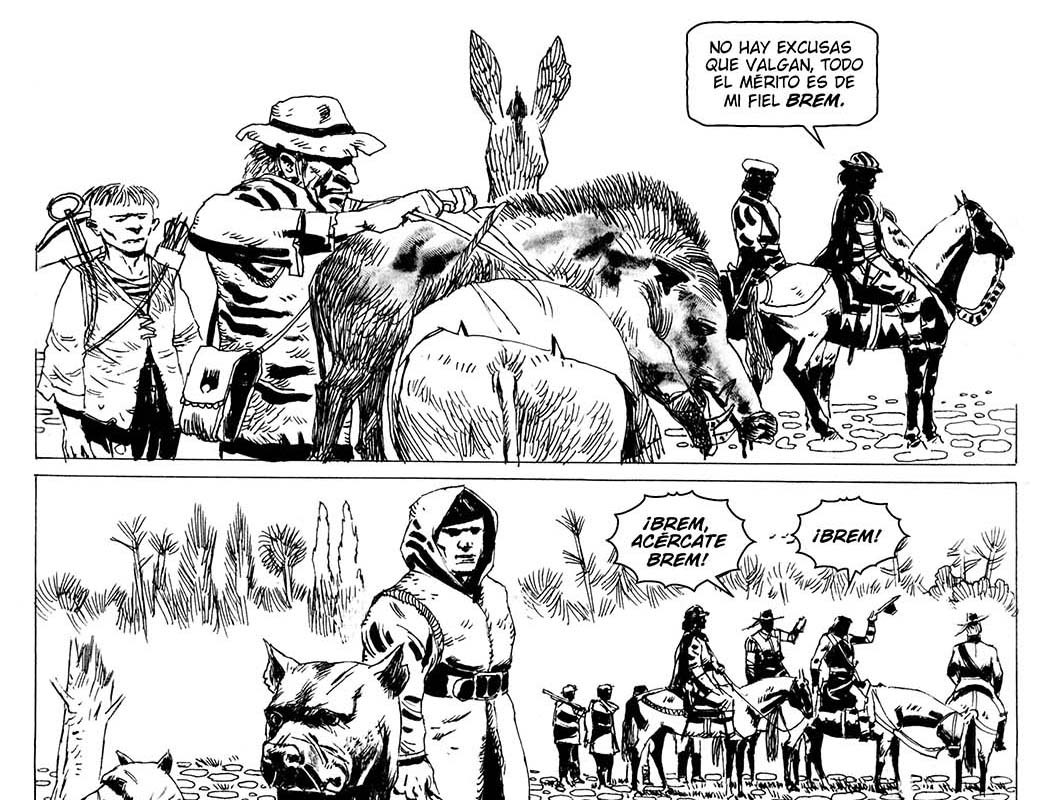 NO HAY EXCUSAS
QUE VALGAN, TODO
EL MÉRITO ES DE
MI FIEL BREM.
¡BREM,
ACÉRCATE
BREM!
¡BREM!